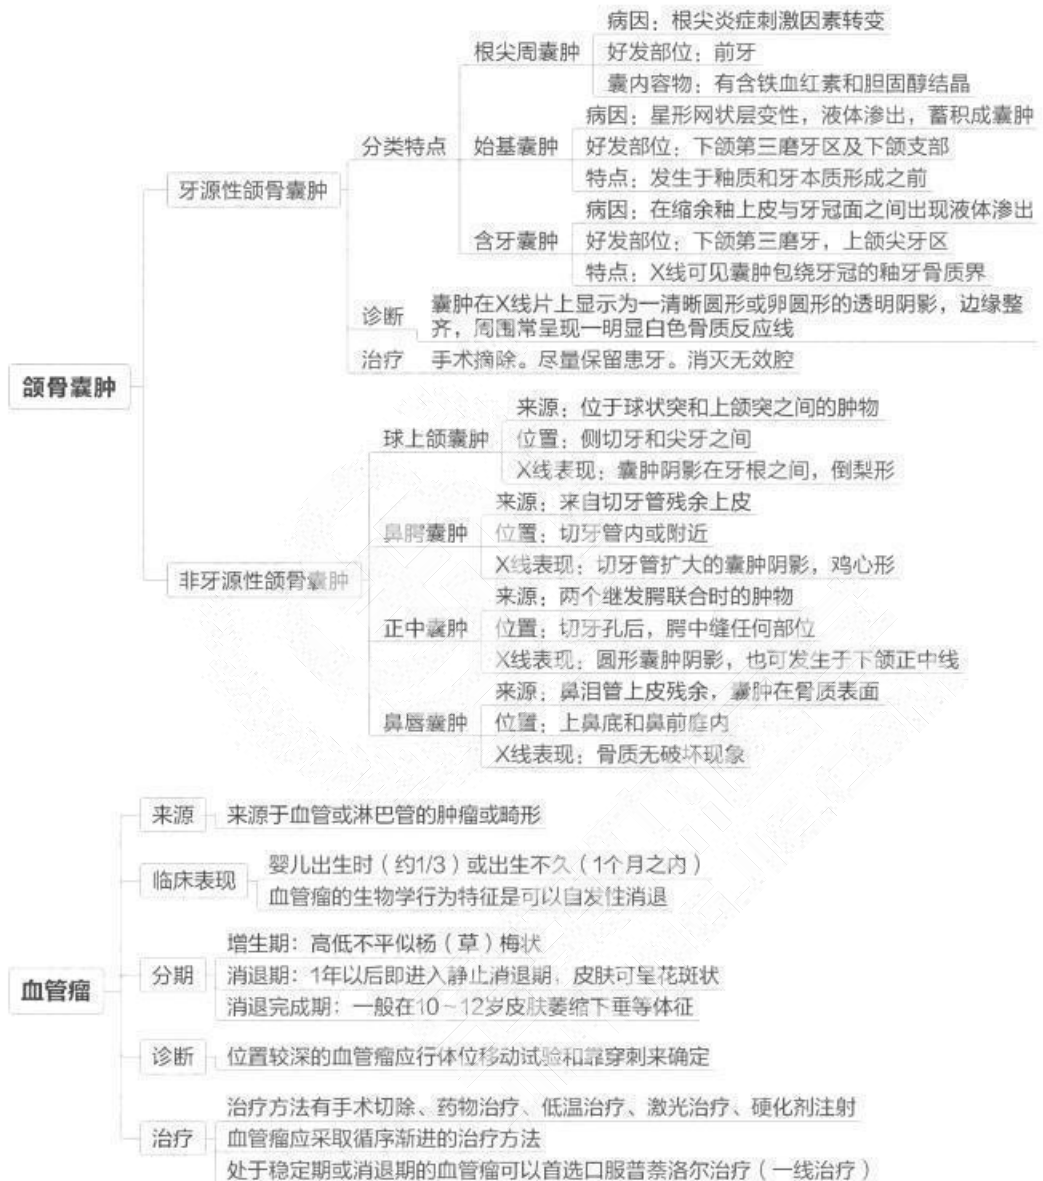 颌骨囊肿
牙源性颌骨囊肿
分类特点
根尖周囊肿
病因：根尖炎症刺激因素转变
好发部位：前牙
囊内容物：有含铁血红素和胆固醇结晶
始基囊肿
病因：星形网状层变性，液体渗出，蓄积成囊肿
好发部位：下颌第三磨牙区及下颌支部
特点：发生于釉质和牙本质形成之前
含牙囊肿
病因：在缩余釉上皮与牙冠面之间出现液体渗出
好发部位：下颌第三磨牙，上颌尖牙区
特点：X线可见囊肿包绕牙冠的釉牙骨质界
诊断
囊肿在X线片上显示为一清晰圆形或卵圆形的透明阴影，边缘整
齐，周围常呈现一明显白色骨质反应线
治疗
手术摘除。尽量保留患牙。消灭无效腔
非牙源性颌骨囊肿
球上颌囊肿
来源：位于球状突和上颌突之间的肿物
位置：侧切牙和尖牙之间
X线表现：囊肿阴影在牙根之间，倒梨形
鼻腭囊肿
来源：来自切牙管残余上皮
位置：切牙管内或附近
X线表现：切牙管扩大的囊肿阴影，鸡心形
正中囊肿
来源：两个继发腭联合时的肿物
位置：切牙孔后，腭中缝任何部位
X线表现：圆形囊肿阴影，也可发生于下颌正中线
鼻唇囊肿
来源：鼻泪管上皮残余，囊肿在骨质表面
位置：上鼻底和鼻前庭内
X线表现：骨质无破坏现象
血管瘤
来源
来源于血管或淋巴管的肿瘤或畸形
临床表现
婴儿出生时（约1/3）或出生不久（1个月之内）
血管瘤的生物学行为特征是可以自发性消退
分期
增生期：高低不平似杨（草）梅状
消退期：1年以后即进入静止消退期，皮肤可呈花斑状
消退完成期：一般在10~12岁皮肤萎缩下垂等体征
诊断
位置较深的血管瘤应行体位移动试验和靠穿刺来确定
治疗
治疗方法有手术切除、药物治疗、低温治疗、激光治疗、硬化剂注射
血管瘤应采取循序渐进的治疗方法
处于稳定期或消退期的血管瘤可以首选口服普萘洛尔治疗（一线治疗）